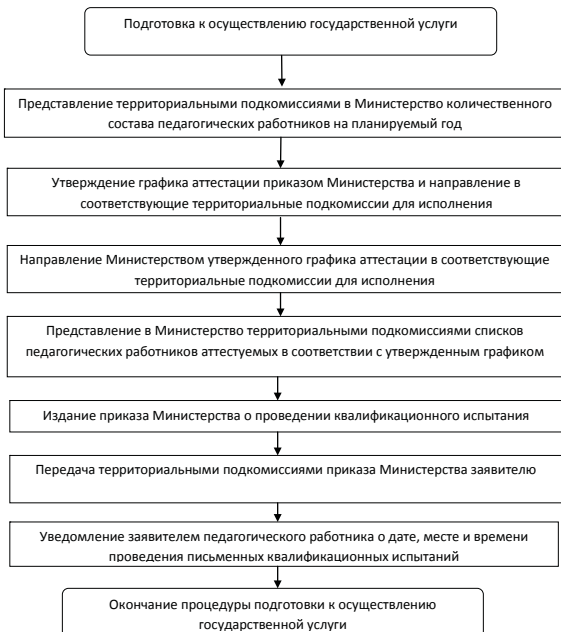 Подготовка к осуществлению государственной услуги
Представление территориальными подкомиссиями в Министерство количественного
состава педагогических работников на планируемый год
Утверждение графика аттестации приказом Министерства и направление в
соответствующие территориальные подкомиссии для исполнения
Направление Министерством утвержденного графика аттестации в соответствующие
территориальные подкомиссии для исполнения
Представление в Министерство территориальными подкомиссиями списков
педагогических работников аттестуемых в соответствии с утвержденным графиком
Издание приказа Министерства о проведении квалификационного испытания
Передача территориальными подкомиссиями приказа Министерства заявителю
Уведомление заявителем педагогического работника о дате, месте и времени
проведения письменных квалификационных испытаний
Окончание процедуры подготовки к осуществлению
государственной услуги